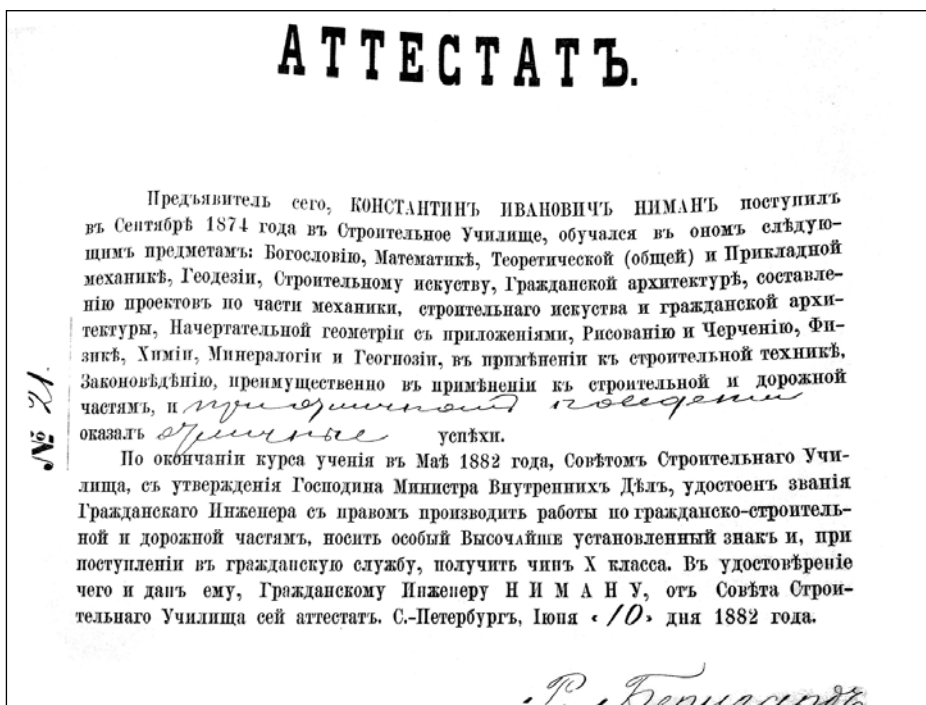 АТТЕСТАТЪ.
Предъявитель сего, КОНСТАНТИНЪ ИВАНОВИЧЪ НИМАНЪ поступилъ
въ Сентябрѣ 1874 года въ Строительное Училище, обучался въ ономъ слѣдую-
щимъ предметамъ: Богословію, Математикѣ, Теоретической (общей) и Прикладной
механикѣ, Геодезіи, Строительному искуству, Гражданской архитектурѣ, составле-
нію проектовъ по части механики, строительнаго искуства и гражданской архи-
тектуры, Начертательной геометріи съ приложеніями, Рисованію и Черченію, Фи-
зикѣ, Химіи, Минералогіи и Геогнозіи, въ примѣненіи къ строительной техникѣ,
Законовѣдѣнію, преимущественно въ примѣненіи къ строительной и дорожной
частямъ, и при отличномъ поведеніи
оказалъ отличные успѣхи.
По окончаніи курса ученія въ Маѣ 1882 года, Совѣтомъ Строительнаго Учи-
лища, съ утвержденія Господина Министра Внутреннихъ Дѣлъ, удостоенъ званія
Гражданскаго Инженера съ правомъ производить работы по гражданско-строитель-
ной и дорожной частямъ, носить особый Высочайше установленный знакъ и, при
поступленіи въ гражданскую службу, получить чинъ X класса. Въ удостовѣреніе
чего и данъ ему, Гражданскому Инженеру НИМАНУ, отъ Совѣта Строи-
тельнаго Училища сей аттестатъ. С.-Петербургъ, Іюня «10» дня 1882 года.
№ 21.
Р. Бернгардъ